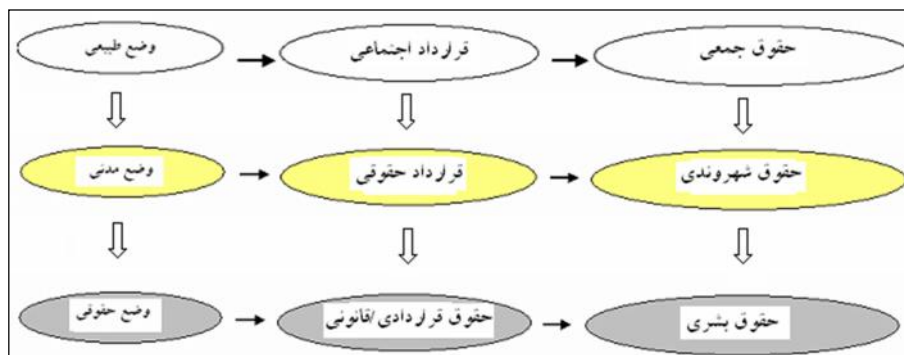 وضع طبیعی
قرارداد اجتماعی
حقوق جمعی
وضع مدنی
قرارداد حقوقی
حقوق شهروندی
وضع حقوقی
حقوق قراردادی/قانونی
حقوق بشری